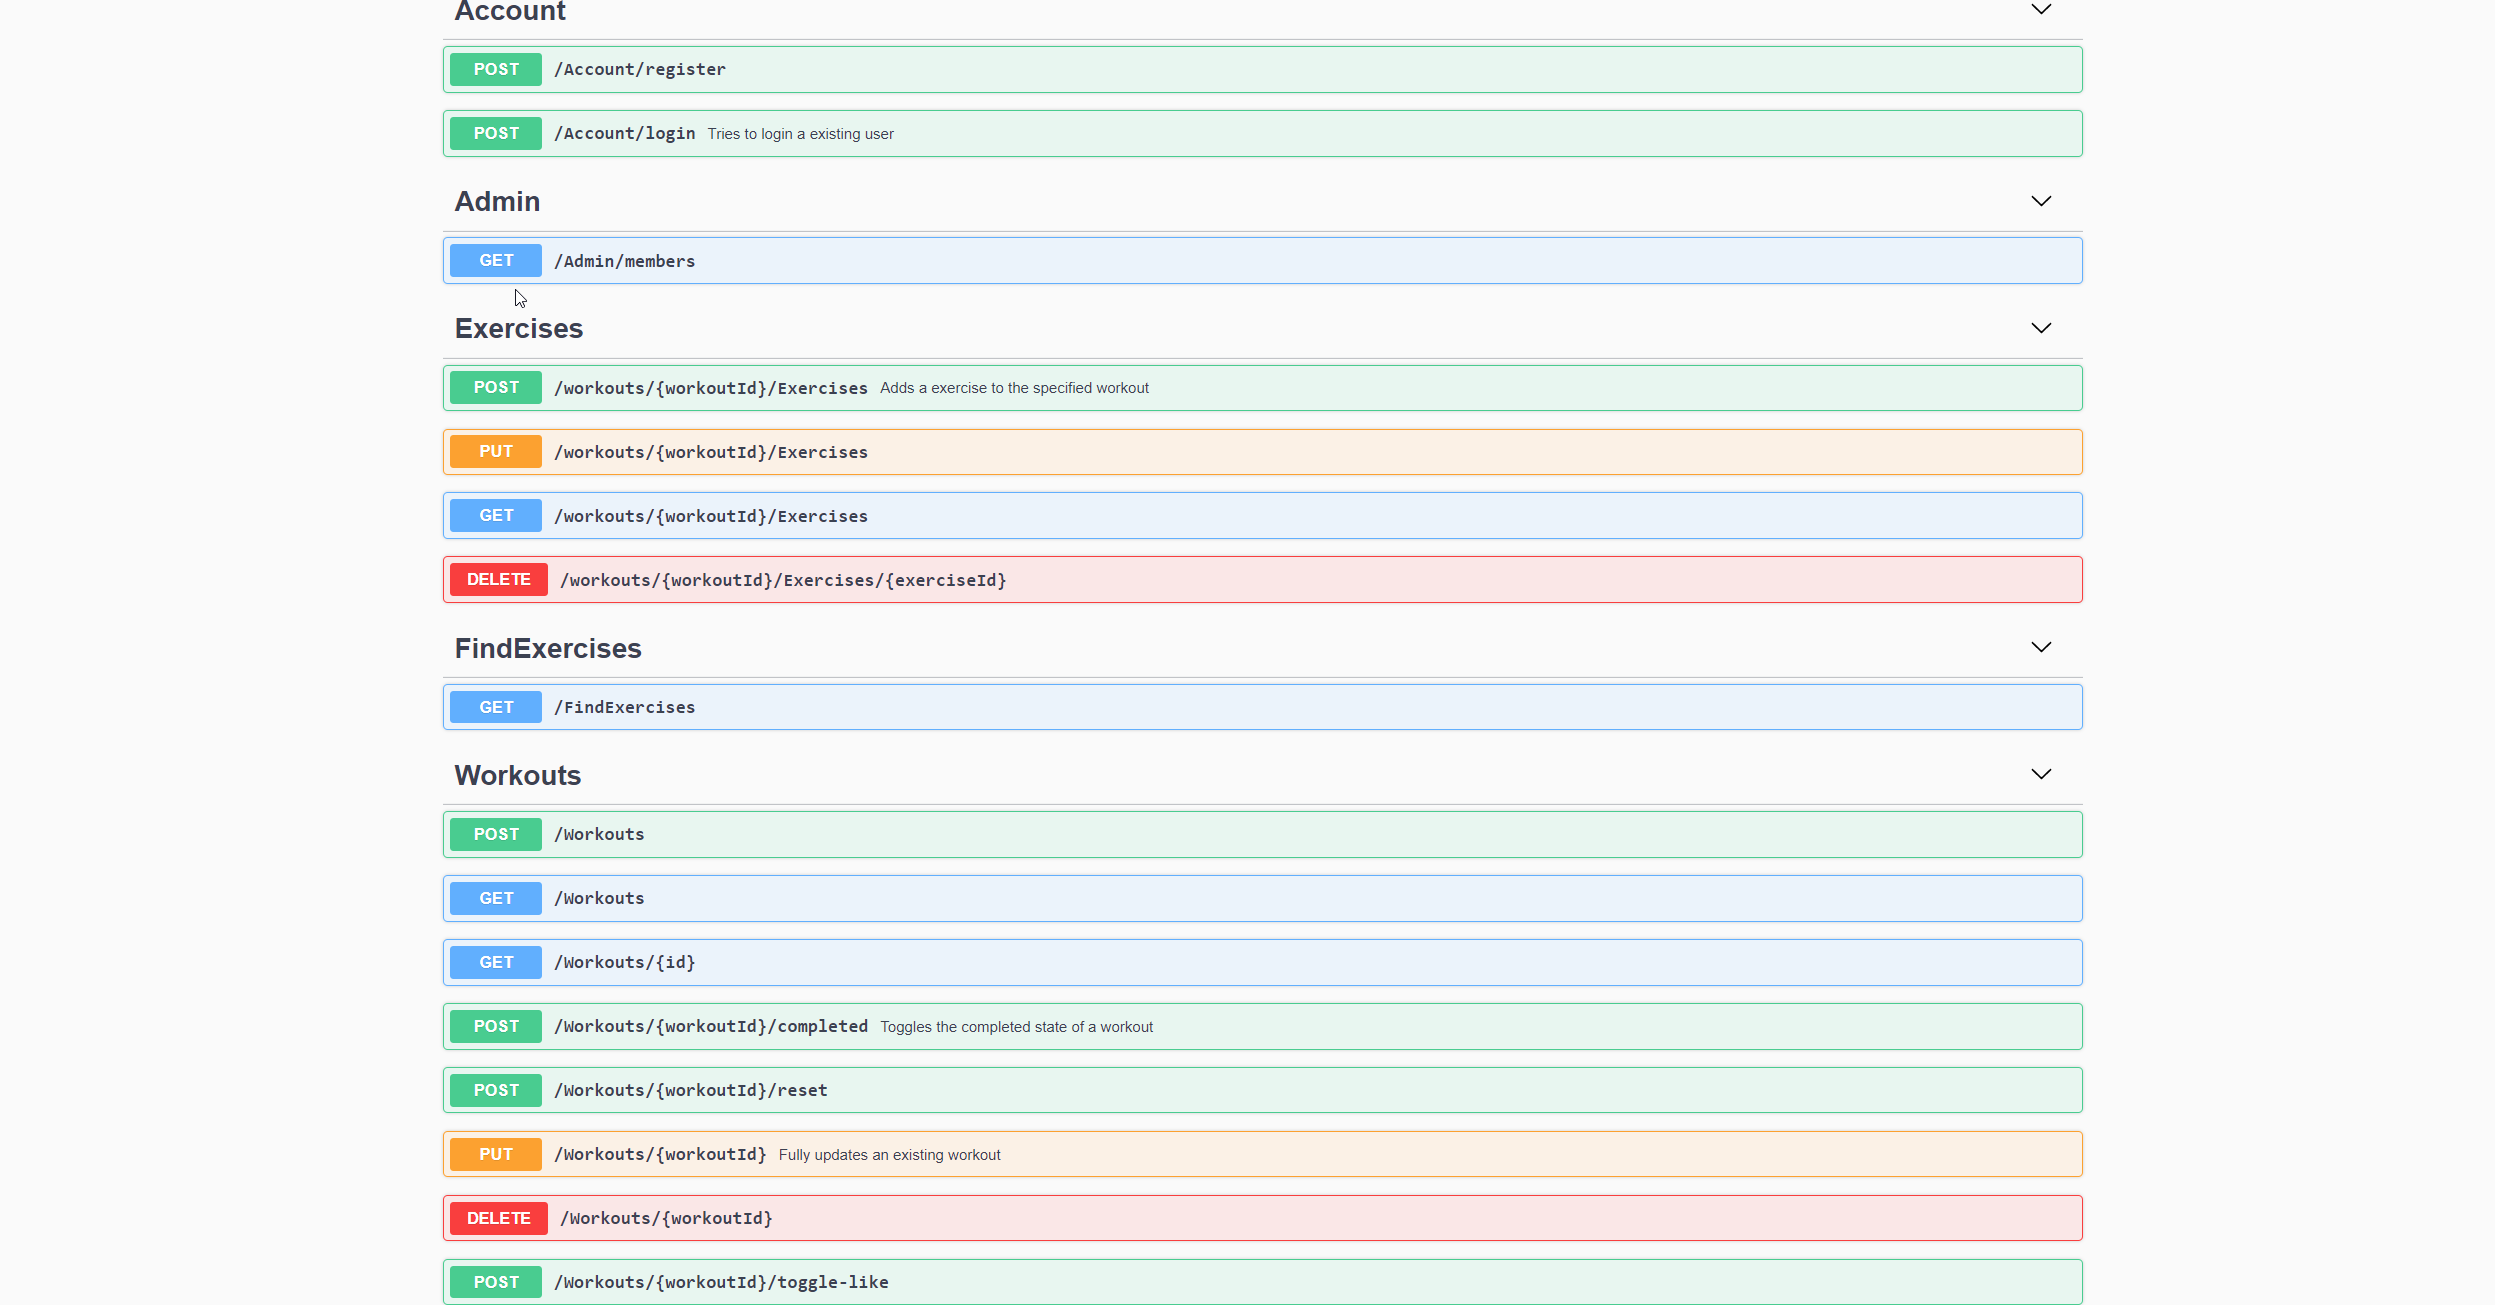 Account
POST /Account/register
POST /Account/login Tries to login a existing user
Admin
GET /Admin/members
Exercises
POST /workouts/{workoutId}/Exercises Adds a exercise to the specified workout
PUT /workouts/{workoutId}/Exercises
GET /workouts/{workoutId}/Exercises
DELETE /workouts/{workoutId}/Exercises/{exerciseId}
FindExercises
GET /FindExercises
Workouts
POST /Workouts
GET /Workouts
GET /Workouts/{id}
POST /Workouts/{workoutId}/completed Toggles the completed state of a workout
POST /Workouts/{workoutId}/reset
PUT /Workouts/{workoutId} Fully updates an existing workout
DELETE /Workouts/{workoutId}
POST /Workouts/{workoutId}/toggle-like